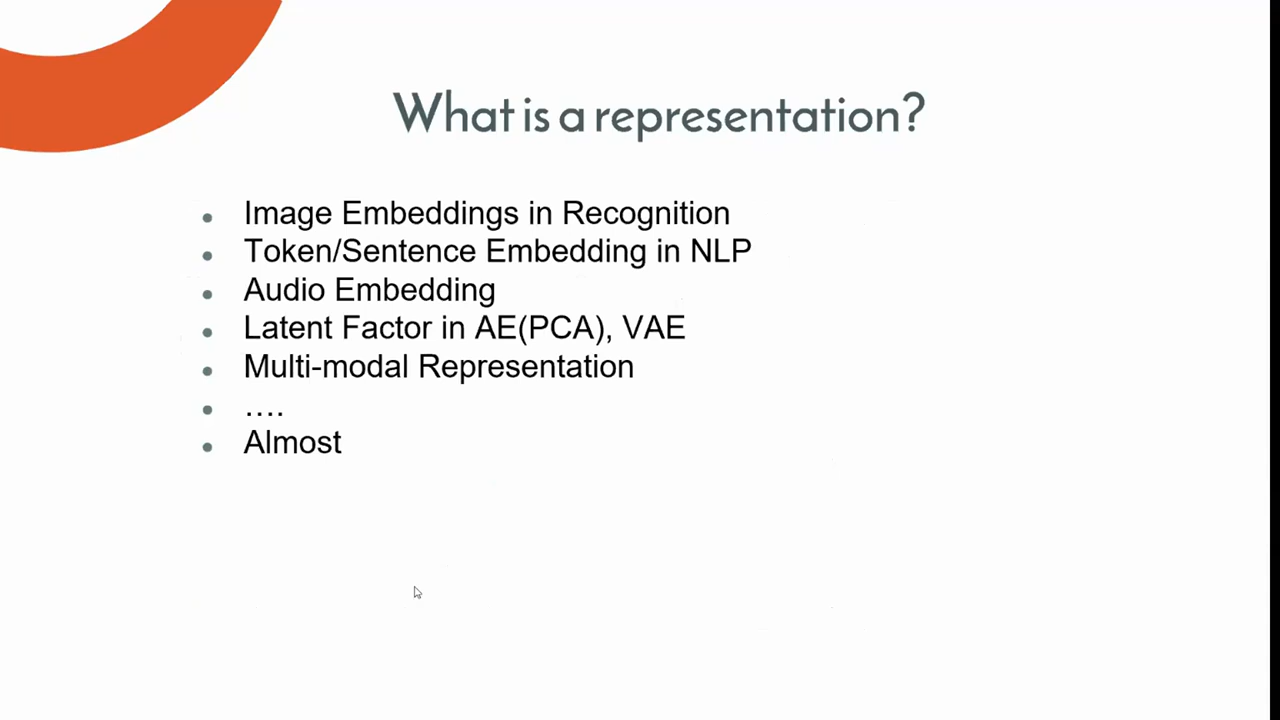 What is a representation?
Image Embeddings in Recognition
Token/Sentence Embedding in NLP
Audio Embedding
Latent Factor in AE(PCA), VAE
Multi-modal Representation
….
Almost